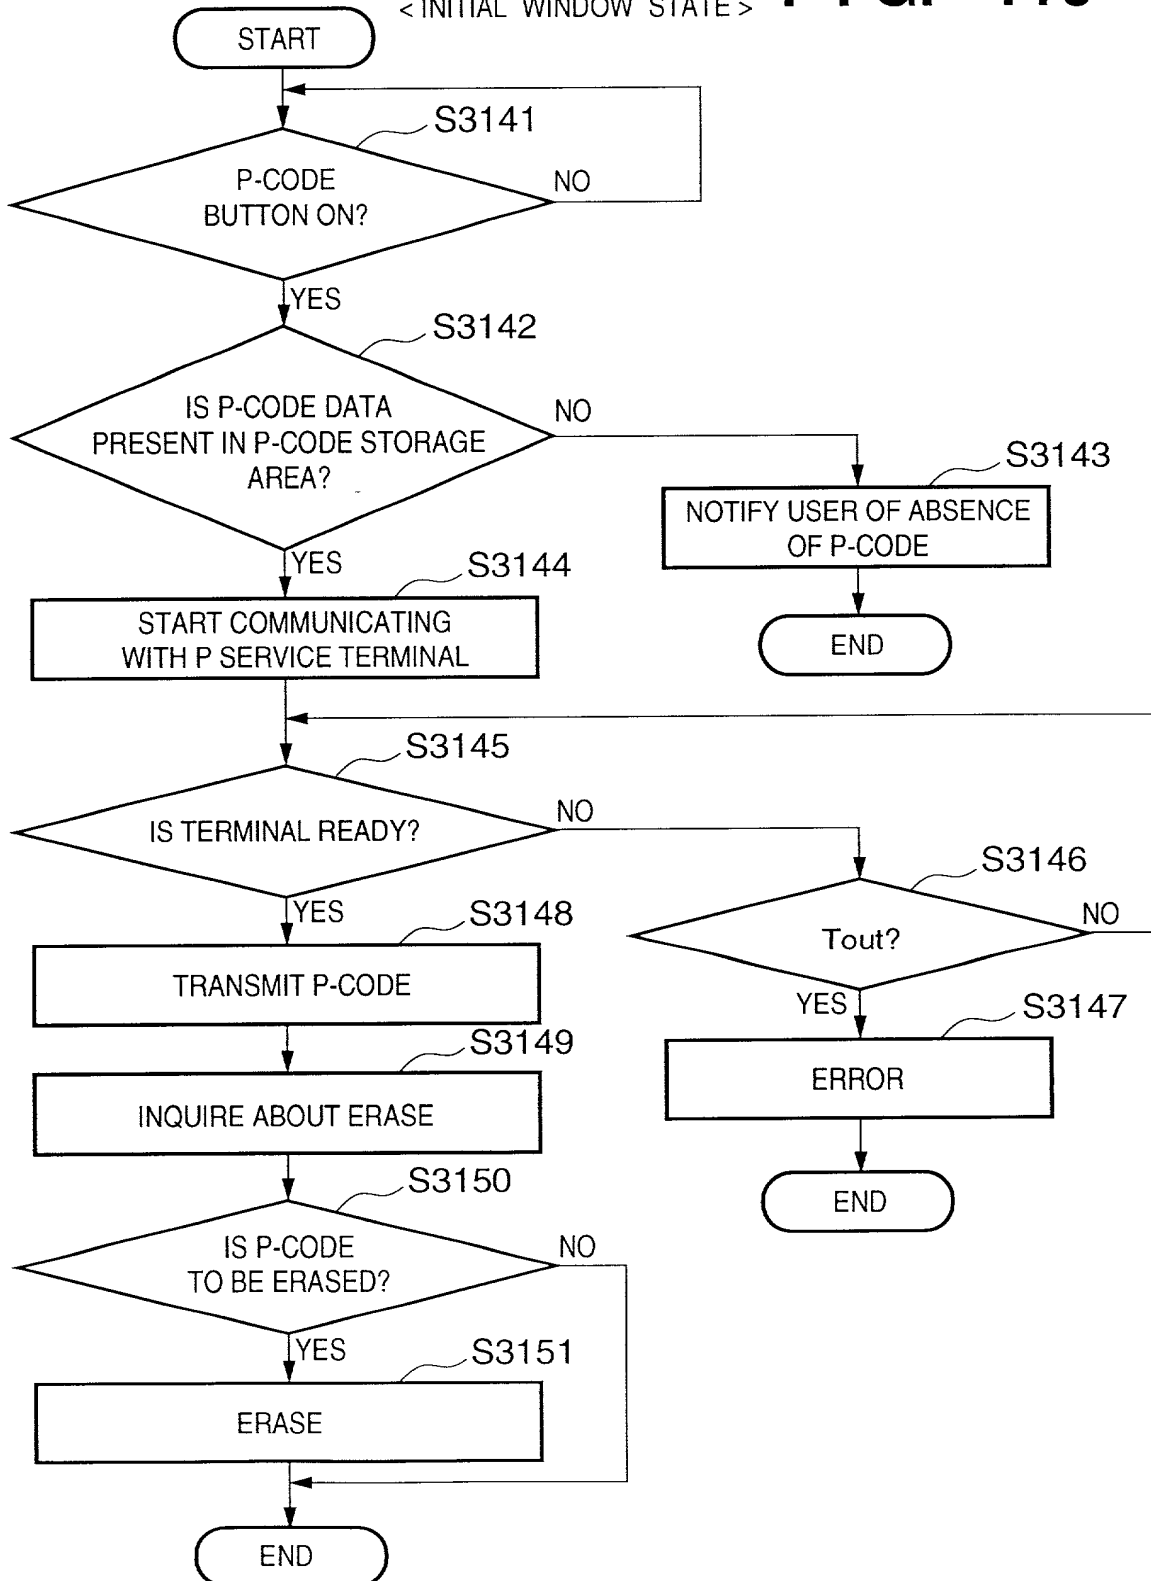 <INITIAL WINDOW STATE>
START
S3141
P-CODE
BUTTON ON?
NO
YES
S3142
IS P-CODE DATA
PRESENT IN P-CODE STORAGE
AREA?
NO
S3143
NOTIFY USER OF ABSENCE
OF P-CODE
END
YES
S3144
START COMMUNICATING
WITH P SERVICE TERMINAL
S3145
IS TERMINAL READY?
NO
S3146
Tout?
NO
YES
S3147
ERROR
END
YES
S3148
TRANSMIT P-CODE
S3149
INQUIRE ABOUT ERASE
S3150
IS P-CODE
TO BE ERASED?
NO
YES
S3151
ERASE
END